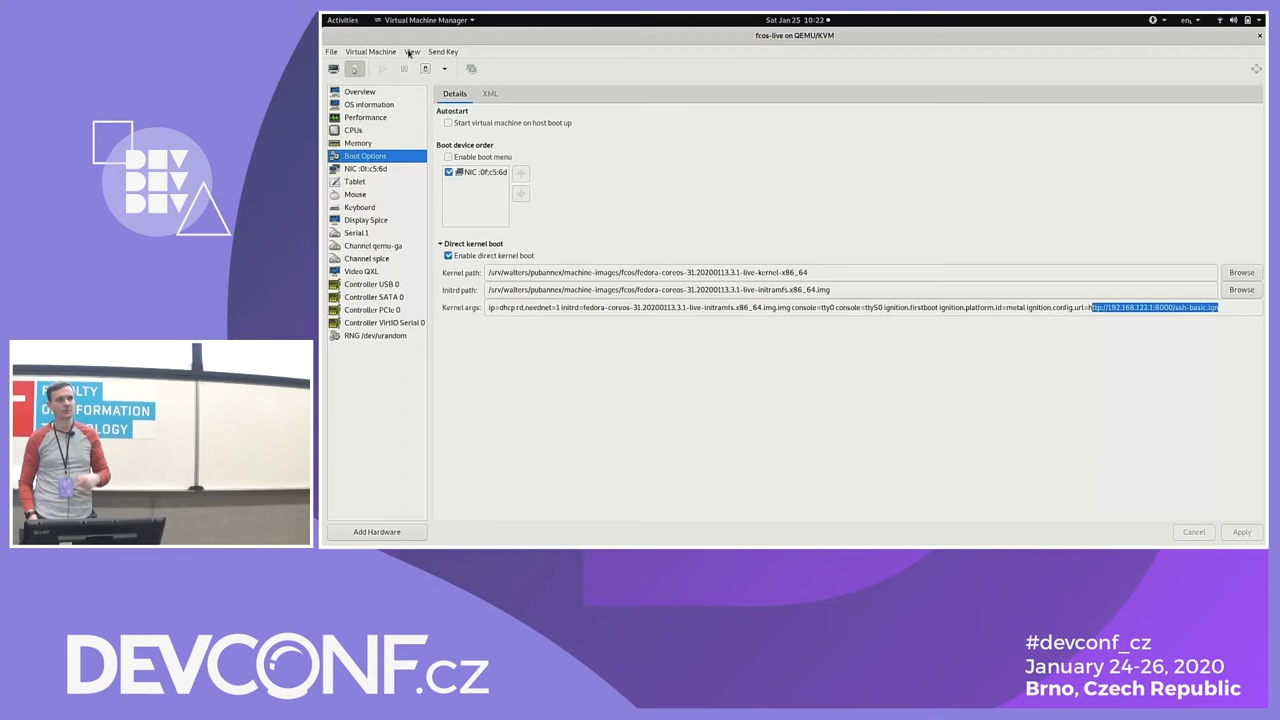 Activities
Virtual Machine Manager
Sat Jan 25 10:22
en
fcos-live on QEMU/KVM
File
Virtual Machine
View
Send Key
Overview
OS information
Performance
CPUs
Memory
Boot Options
NIC :0f:c5:6d
Tablet
Mouse
Keyboard
Display Spice
Serial 1
Channel qemu-ga
Channel spice
Video QXL
Controller USB 0
Controller SATA 0
Controller PCIe 0
Controller VirtIO Serial 0
RNG /dev/urandom
Add Hardware
Details
XML
Autostart
Start virtual machine on host boot up
Boot device order
Enable boot menu
NIC :0f:c5:6d
Direct kernel boot
Enable direct kernel boot
Kernel path: /srv/walters/pubannex/machine-images/fcos/fedora-coreos-31.20200113.3.1-live-kernel-x86_64 Browse
Initrd path: /srv/walters/pubannex/machine-images/fcos/fedora-coreos-31.20200113.3.1-live-initramfs.x86_64.img Browse
Kernel args: ip=dhcp rd.neednet=1 initrd=fedora-coreos-31.20200113.3.1-live-initramfs.x86_64.img.img console=tty0 console=ttyS0 ignition.firstboot ignition.platform.id=metal ignition.config.url=http://192.168.122.1:8000/ssh-basic.ign
Cancel
Apply
DEV
DEV
DEV
FACULTY
OF INFORMATION
DEVCONF.cz
#devconf_cz
January 24-26, 2020
Brno, Czech Republic